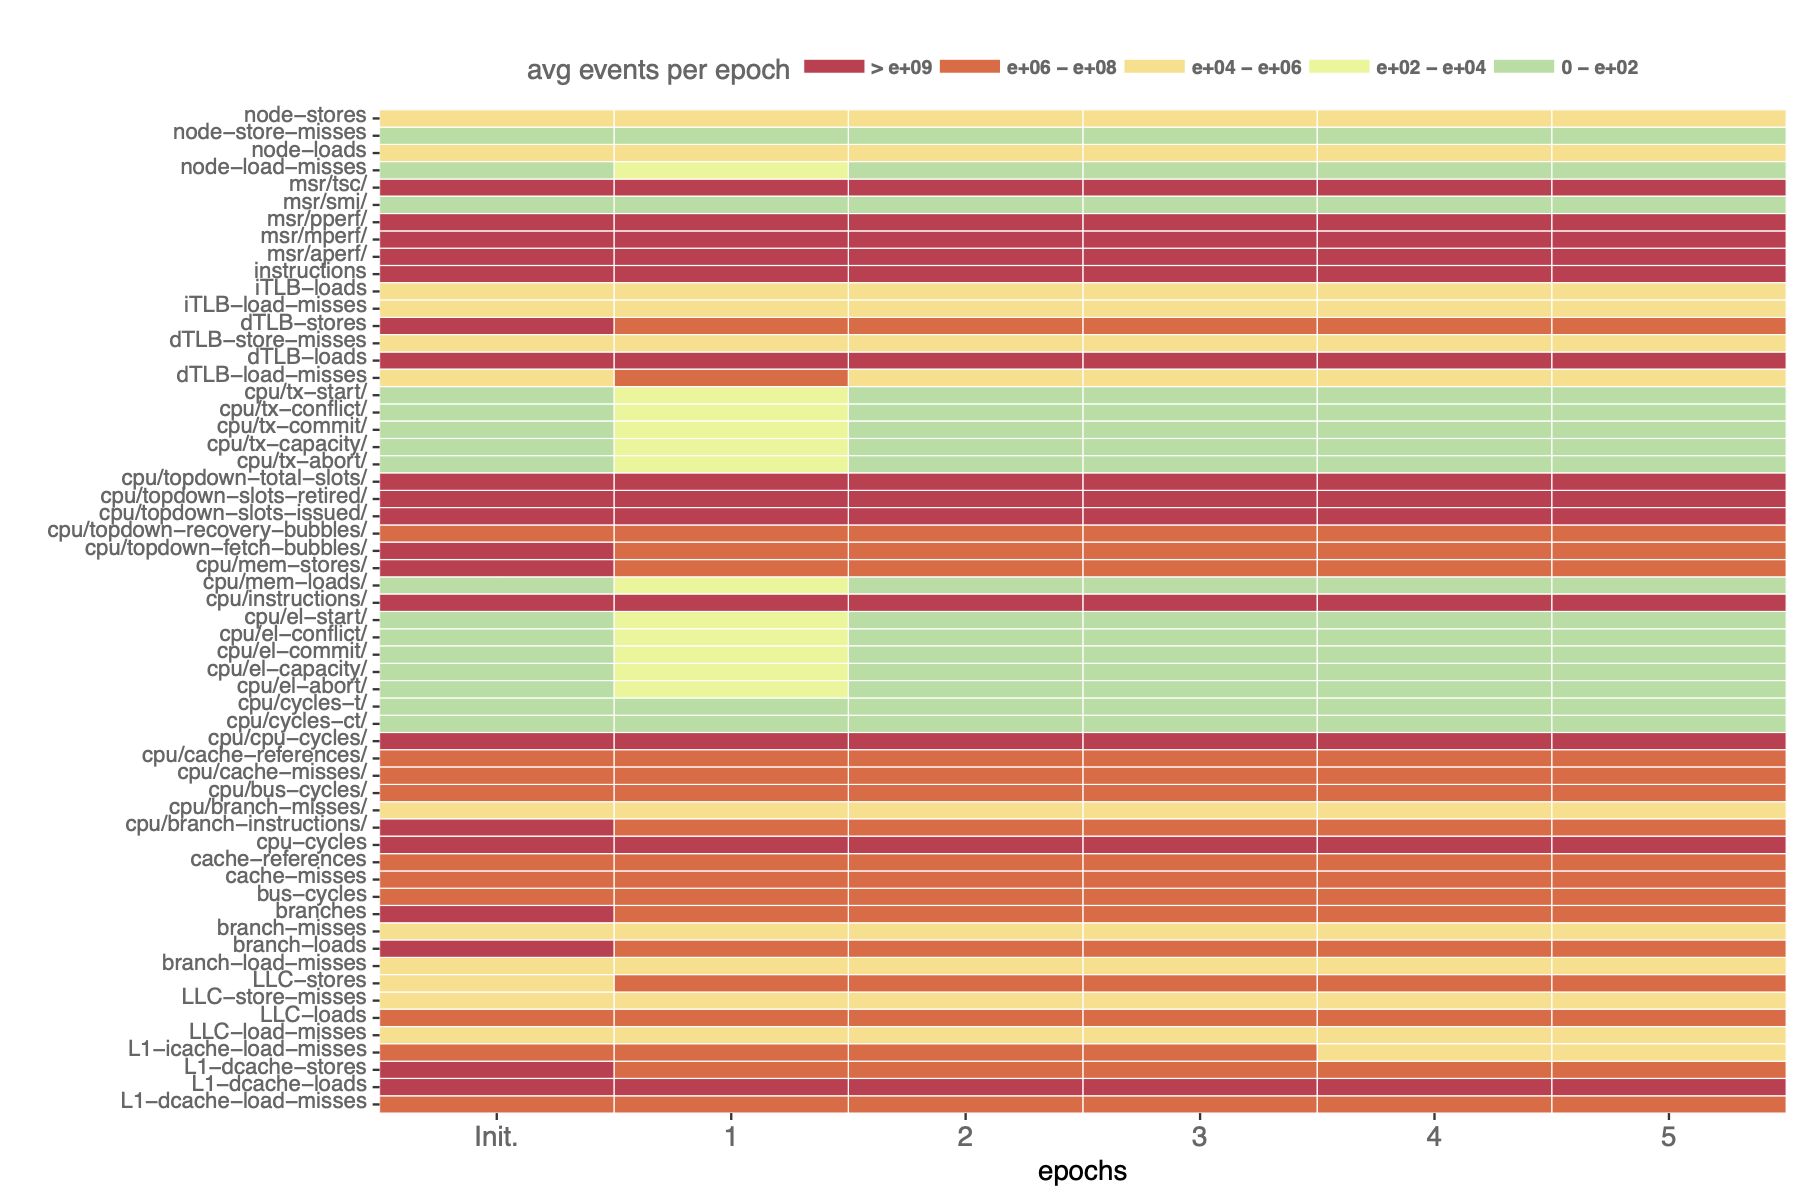 avg events per epoch > e+09 e+06 − e+08 e+04 − e+06 e+02 − e+04 0 − e+02
node−stores
node−store−misses
node−loads
node−load−misses
msr/tsc/
msr/smi/
msr/pperf/
msr/mperf/
msr/aperf/
instructions
iTLB−loads
iTLB−load−misses
dTLB−stores
dTLB−store−misses
dTLB−loads
dTLB−load−misses
cpu/tx−start/
cpu/tx−conflict/
cpu/tx−commit/
cpu/tx−capacity/
cpu/tx−abort/
cpu/topdown−total−slots/
cpu/topdown−slots−retired/
cpu/topdown−slots−issued/
cpu/topdown−recovery−bubbles/
cpu/topdown−fetch−bubbles/
cpu/mem−stores/
cpu/mem−loads/
cpu/instructions/
cpu/el−start/
cpu/el−conflict/
cpu/el−commit/
cpu/el−capacity/
cpu/el−abort/
cpu/cycles−t/
cpu/cycles−ct/
cpu/cpu−cycles/
cpu/cache−references/
cpu/cache−misses/
cpu/bus−cycles/
cpu/branch−misses/
cpu/branch−instructions/
cpu−cycles
cache−references
cache−misses
bus−cycles
branches
branch−misses
branch−loads
branch−load−misses
LLC−stores
LLC−store−misses
LLC−loads
LLC−load−misses
L1−icache−load−misses
L1−dcache−stores
L1−dcache−loads
L1−dcache−load−misses
Init. 1 2 3 4 5
epochs